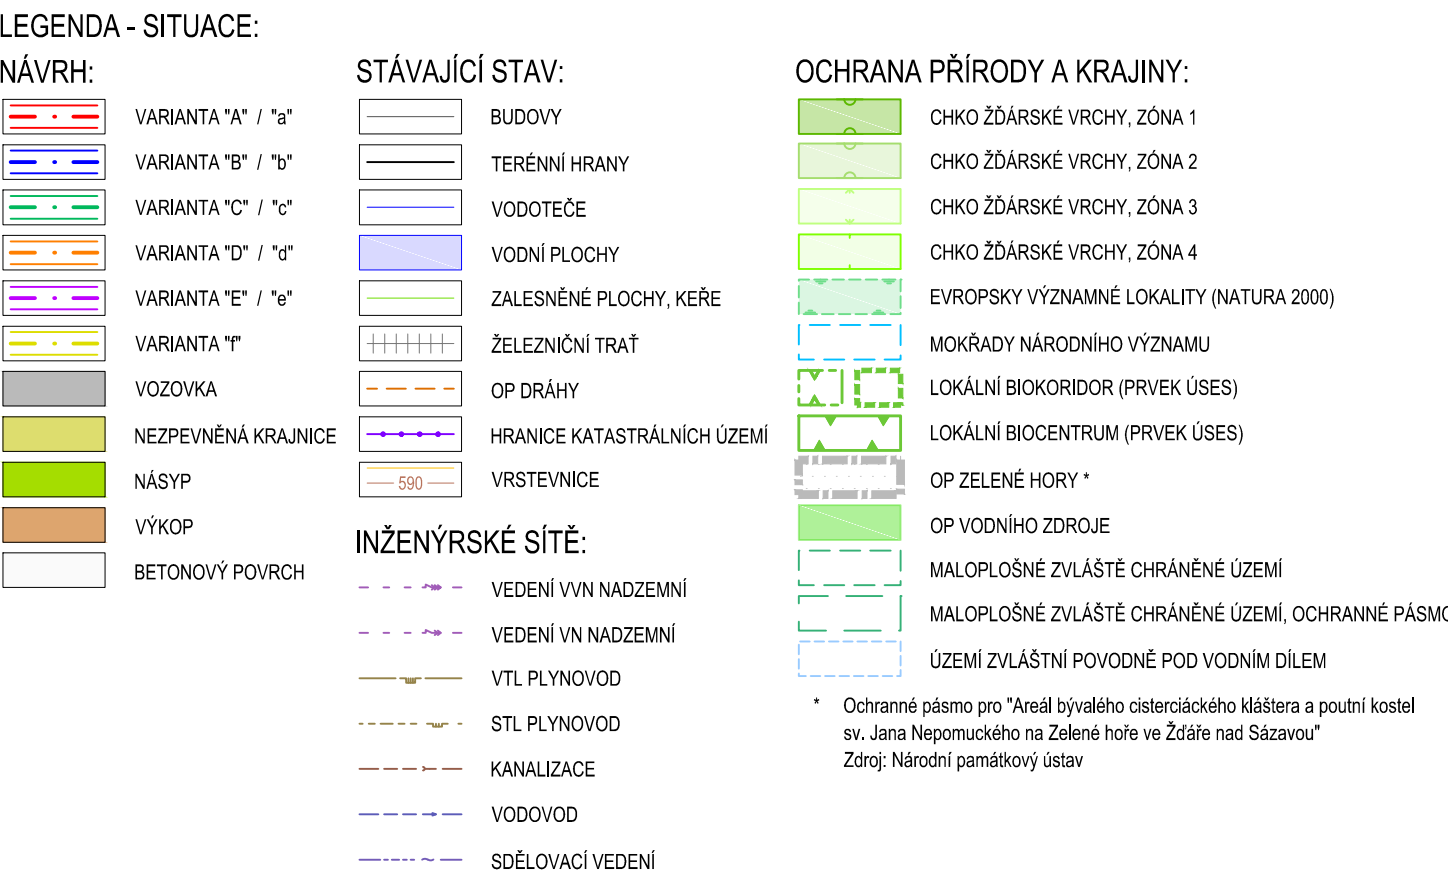 LEGENDA - SITUACE:
NÁVRH:
VARIANTA "A" / "a"
VARIANTA "B" / "b"
VARIANTA "C" / "c"
VARIANTA "D" / "d"
VARIANTA "E" / "e"
VARIANTA "f"
VOZOVKA
NEZPEVNĚNÁ KRAJNICE
NÁSYP
VÝKOP
BETONOVÝ POVRCH
STÁVAJÍCÍ STAV:
BUDOVY
TERÉNNÍ HRANY
VODOTEČE
VODNÍ PLOCHY
ZALESNĚNÉ PLOCHY, KEŘE
ŽELEZNIČNÍ TRAŤ
OP DRÁHY
HRANICE KATASTRÁLNÍCH ÚZEMÍ
590 VRSTEVNICE
INŽENÝRSKÉ SÍTĚ:
VEDENÍ VVN NADZEMNÍ
VEDENÍ VN NADZEMNÍ
VTL PLYNOVOD
STL PLYNOVOD
KANALIZACE
VODOVOD
SDĚLOVACÍ VEDENÍ
OCHRANA PŘÍRODY A KRAJINY:
CHKO ŽĎÁRSKÉ VRCHY, ZÓNA 1
CHKO ŽĎÁRSKÉ VRCHY, ZÓNA 2
CHKO ŽĎÁRSKÉ VRCHY, ZÓNA 3
CHKO ŽĎÁRSKÉ VRCHY, ZÓNA 4
EVROPSKY VÝZNAMNÉ LOKALITY (NATURA 2000)
MOKŘADY NÁRODNÍHO VÝZNAMU
LOKÁLNÍ BIOKORIDOR (PRVEK ÚSES)
LOKÁLNÍ BIOCENTRUM (PRVEK ÚSES)
OP ZELENÉ HORY *
OP VODNÍHO ZDROJE
MALOPLOŠNÉ ZVLÁŠTĚ CHRÁNĚNÉ ÚZEMÍ
MALOPLOŠNÉ ZVLÁŠTĚ CHRÁNĚNÉ ÚZEMÍ, OCHRANNÉ PÁSMO
ÚZEMÍ ZVLÁŠTNÍ POVODNĚ POD VODNÍM DÍLEM
* Ochranné pásmo pro "Areál bývalého cisterciáckého kláštera a poutní kostel
sv. Jana Nepomuckého na Zelené hoře ve Žďáře nad Sázavou"
Zdroj: Národní památkový ústav